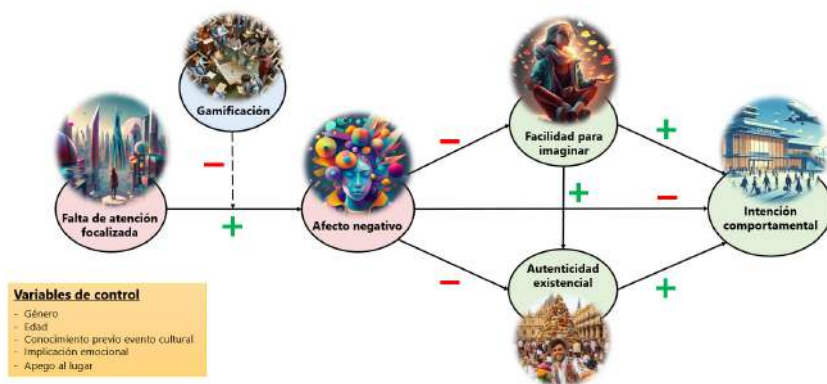 Gamificación
Facilidad para
imaginar
Falta de atención
focalizada
Afecto negativo
Intención
comportamental
Autenticidad
existencial
Variables de control
- Género
- Edad
- Conocimiento previo evento cultural
- Implicación emocional
- Apego al lugar